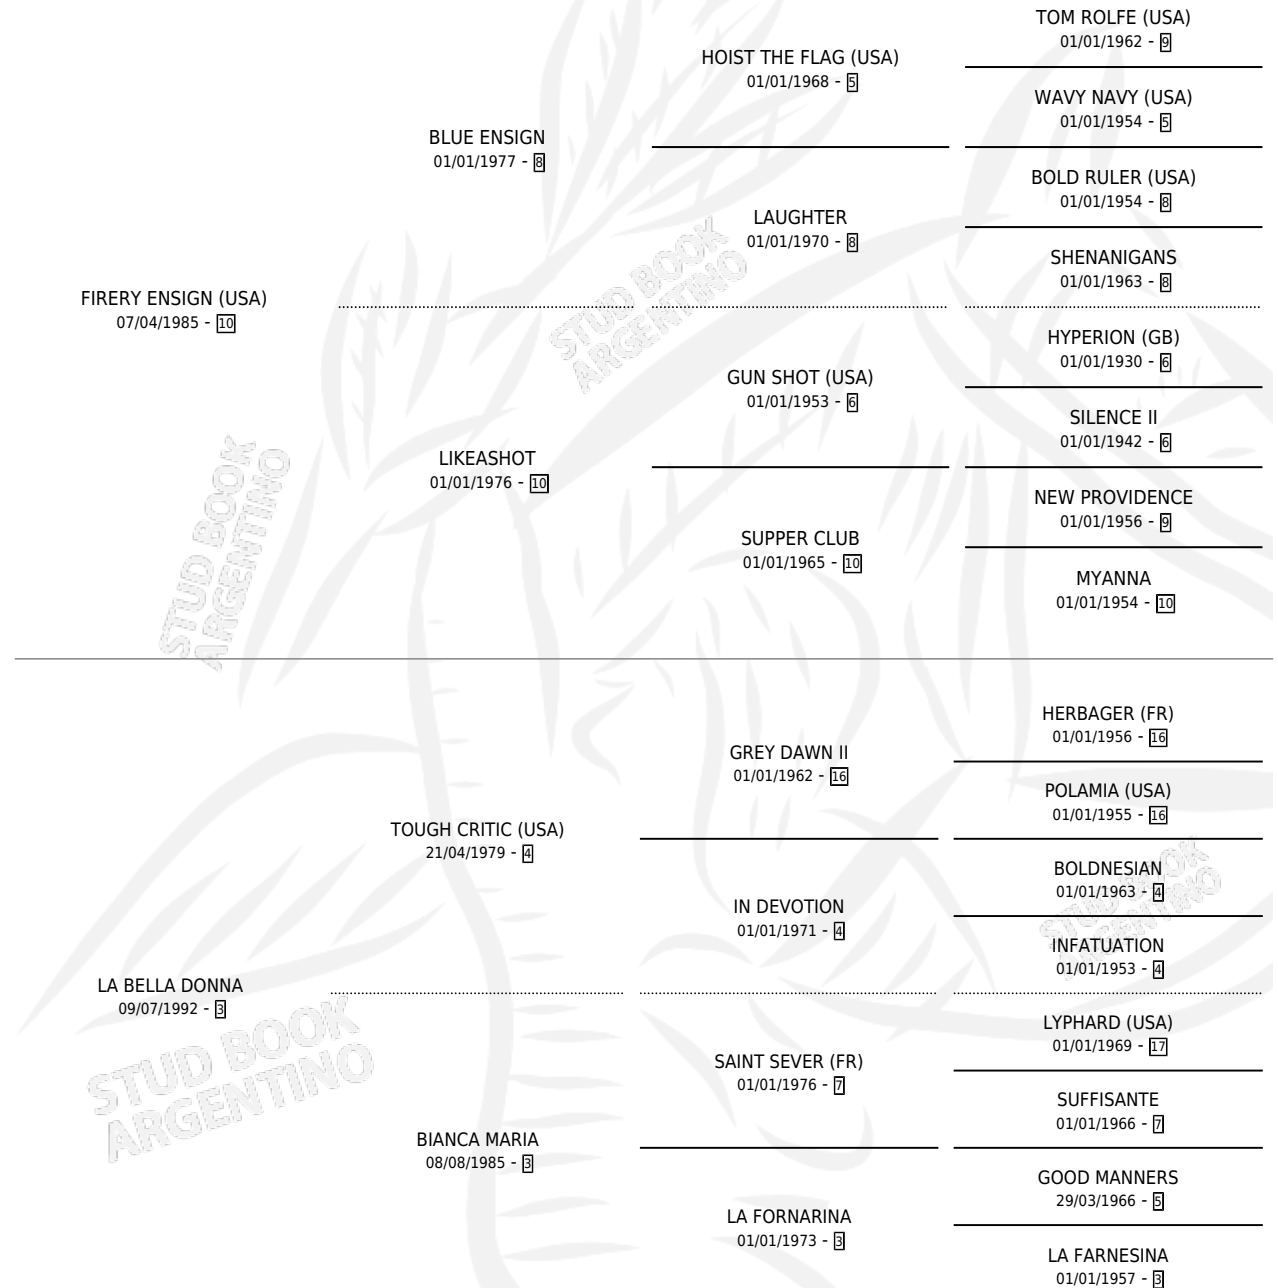 TOM ROLFE (USA)
01/01/1962 - 9
HOIST THE FLAG (USA)
01/01/1968 - 5
WAVY NAVY (USA)
01/01/1954 - 5
BLUE ENSIGN
01/01/1977 - 8
BOLD RULER (USA)
01/01/1954 - 8
LAUGHTER
01/01/1970 - 8
SHENANIGANS
01/01/1963 - 8
STUD BOOK
ARGENTINO
FIRERY ENSIGN (USA)
07/04/1985 - 10
HYPERION (GB)
01/01/1930 - 6
GUN SHOT (USA)
01/01/1953 - 6
SILENCE II
01/01/1942 - 6
LIKEASHOT
01/01/1976 - 10
NEW PROVIDENCE
01/01/1956 - 9
SUPPER CLUB
01/01/1965 - 10
MYANNA
01/01/1954 - 10
STUD BOOK
ARGENTINO
HERBAGER (FR)
01/01/1956 - 16
GREY DAWN II
01/01/1962 - 16
POLAMIA (USA)
01/01/1955 - 16
TOUGH CRITIC (USA)
21/04/1979 - 4
BOLDNESIAN
01/01/1963 - 4
IN DEVOTION
01/01/1971 - 4
INFATUATION
01/01/1953 - 4
STUD BOOK
ARGENTINO
LA BELLA DONNA
09/07/1992 - 3
LYPHARD (USA)
01/01/1969 - 17
SAINT SEVER (FR)
01/01/1976 - 7
SUFFISANTE
01/01/1966 - 7
STUD BOOK
ARGENTINO
BIANCA MARIA
08/08/1985 - 3
GOOD MANNERS
29/03/1966 - 5
LA FORNARINA
01/01/1973 - 3
LA FARNESINA
01/01/1957 - 3